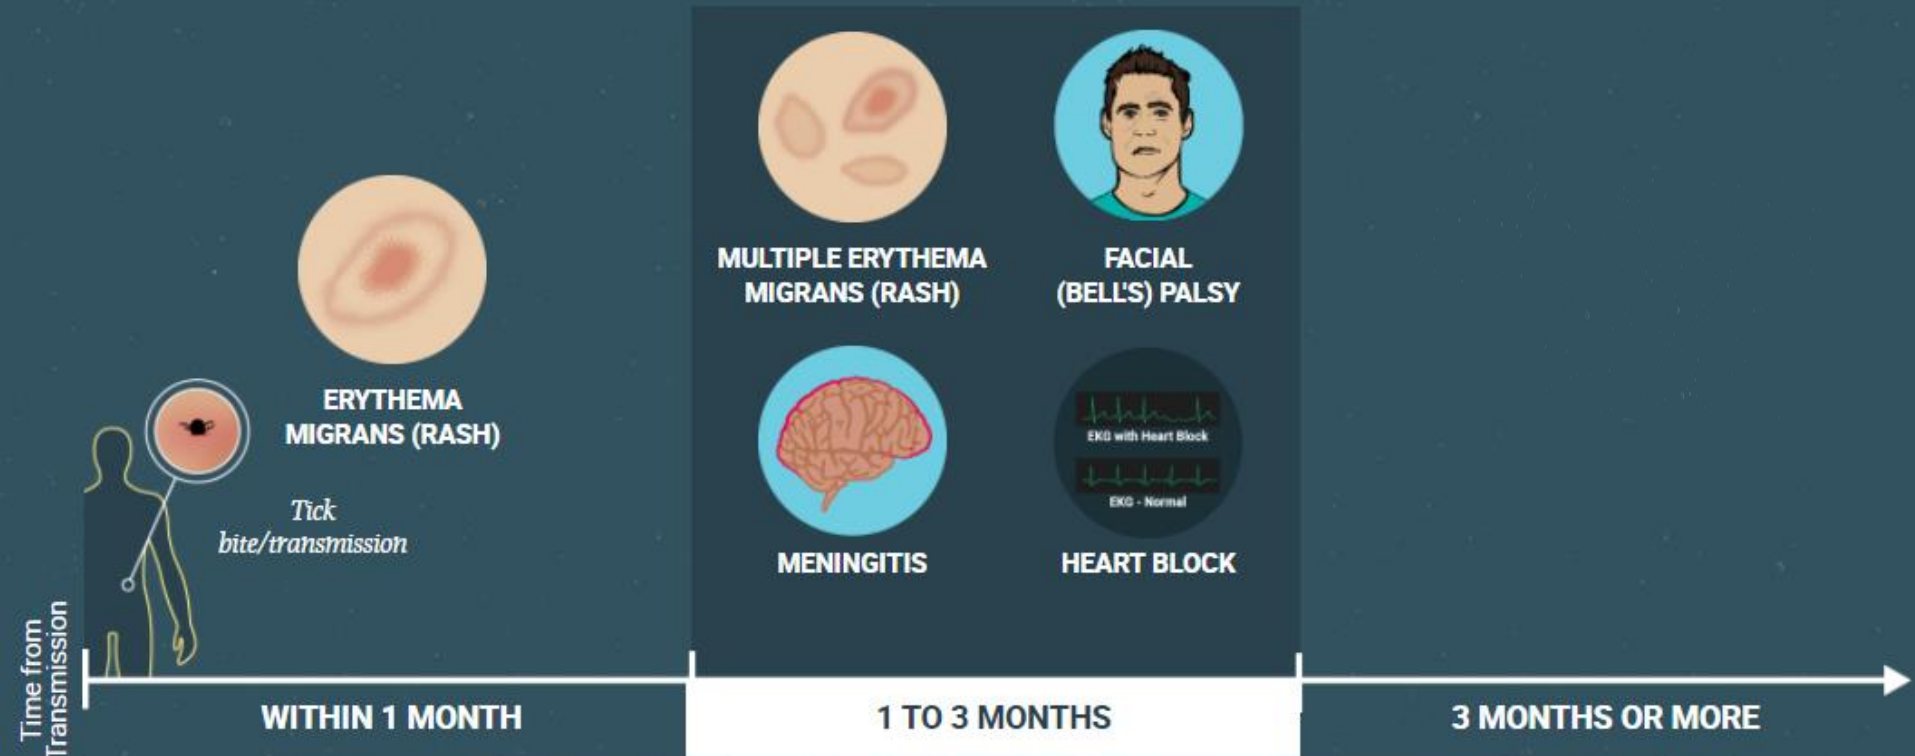 MULTIPLE ERYTHEMA
MIGRANS (RASH)
FACIAL
(BELL'S) PALSY
ERYTHEMA
MIGRANS (RASH)
Tick
bite/transmission
EKG with Heart Block
EKG - Normal
MENINGITIS
HEART BLOCK
Time from
Transmission
WITHIN 1 MONTH
1 TO 3 MONTHS
3 MONTHS OR MORE